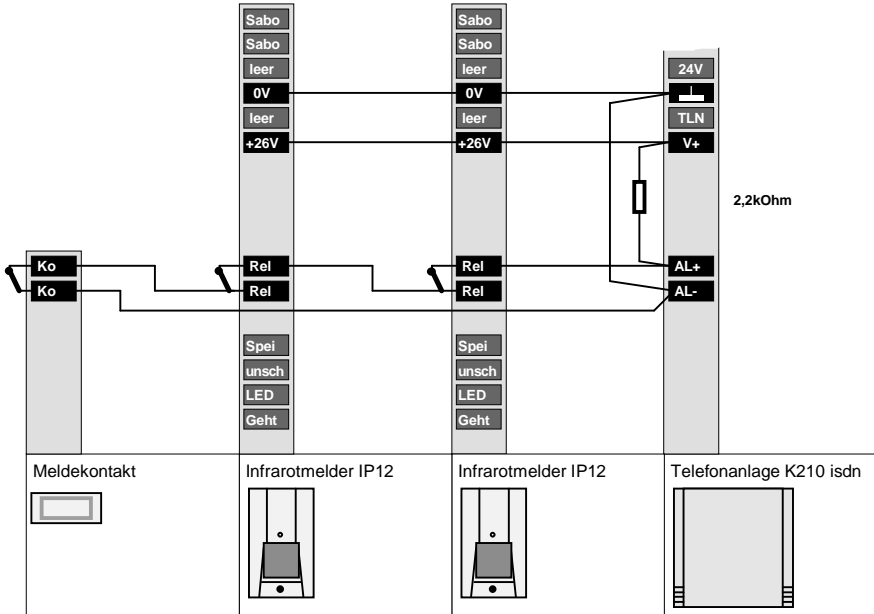 Sabo Sabo
Sabo Sabo
leer leer 24V
0V 0V
leer leer TLN
+26V +26V V+
2,2kOhm
Ko Rel Rel AL+
Ko Rel Rel AL-
Spei Spei
unsch unsch
LED LED
Geht Geht
Meldekontakt Infrarotmelder IP12 Infrarotmelder IP12 Telefonanlage K210 isdn